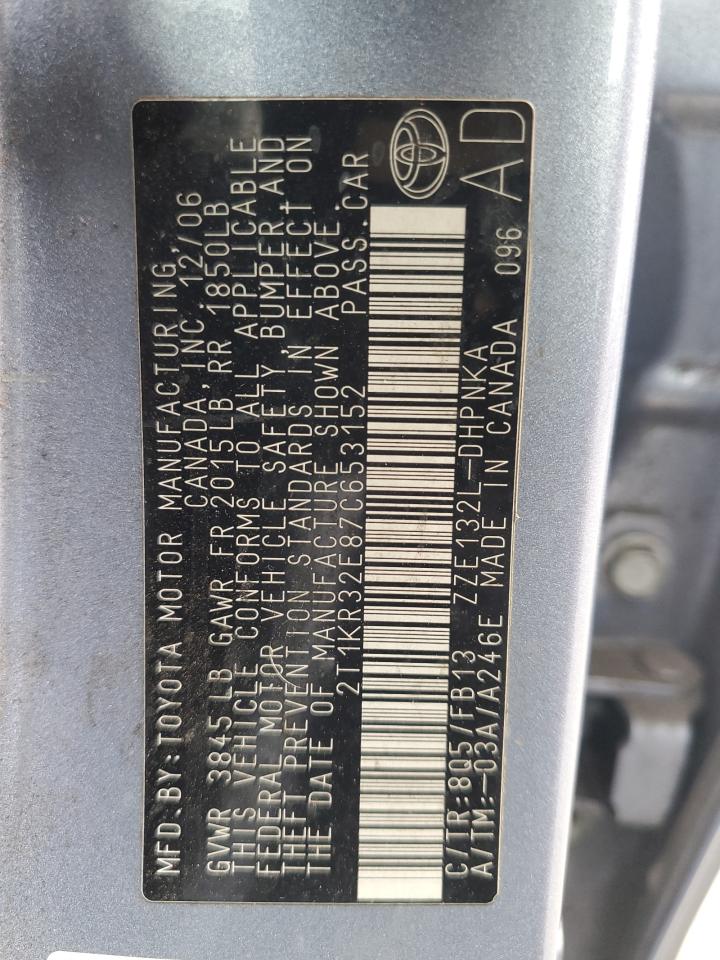 MFD.BY:TOYOTA MOTOR MANUFACTURING,
CANADA,INC. 12/06
GVWR 3845LB GAWR FR 2015LB, RR 1850LB
THIS VEHICLE CONFORMS TO ALL APPLICABLE
FEDERAL MOTOR VEHICLE SAFETY BUMPER,AND
THEFT PREVENTION STANDARDS IN EFFECT ON
THE DATE OF MANUFACTURE SHOWN ABOVE.
2T1KR32E87C653152 PASS.CAR
C/TR:8Q5/FB13 ZZE132L-DHPNKA 096
A/TM:-03A/A246E MADE IN CANADA
AD